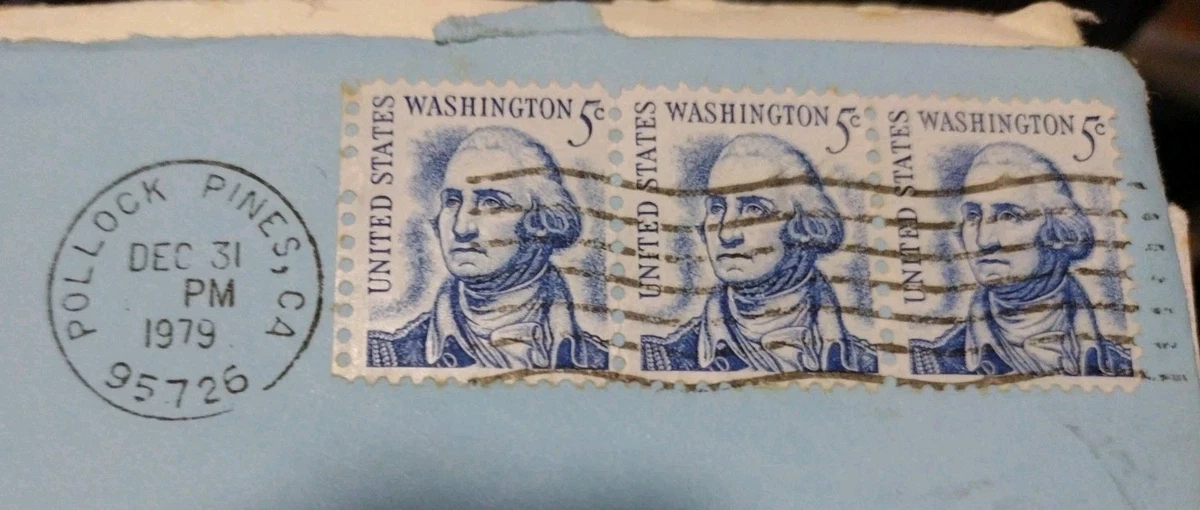 POLLOCK PINES, CA
DEC 31
PM
1979
95726
WASHINGTON 5c
UNITED STATES
WASHINGTON 5c
UNITED STATES
WASHINGTON 5c
UNITED STATES